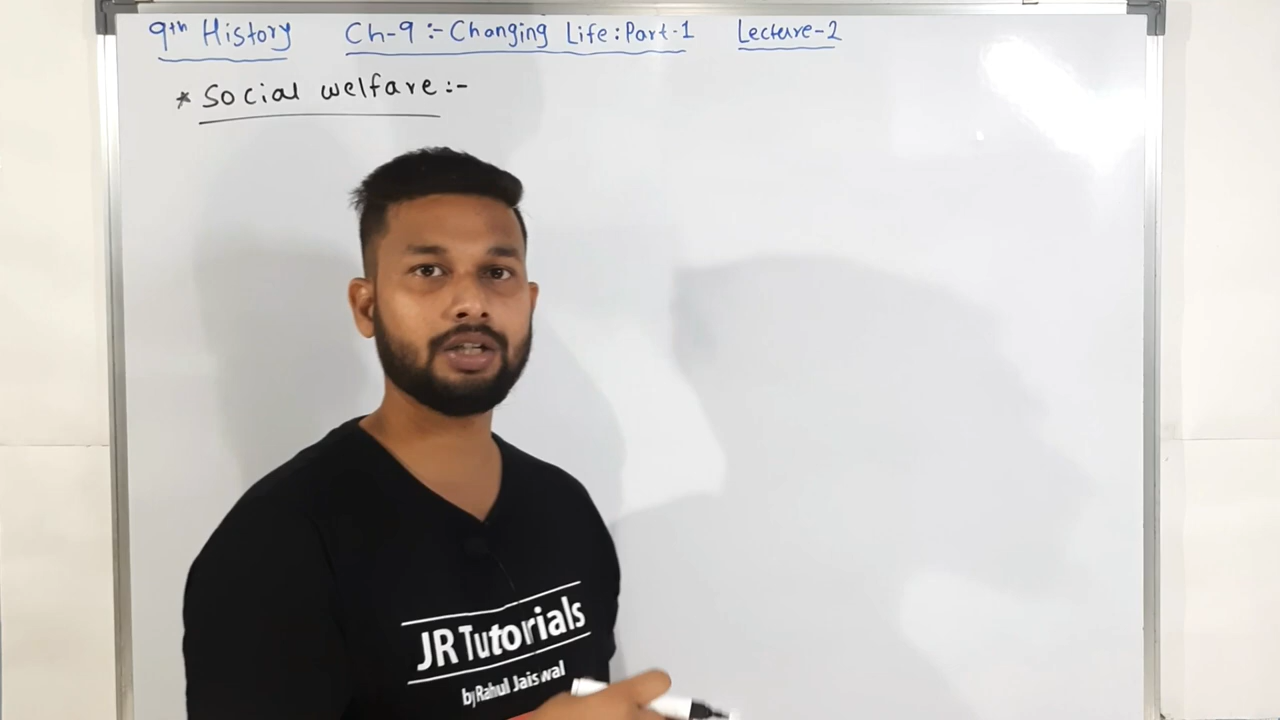 9th History Ch-9 :- Changing Life : Part-1 Lecture-2
* Social welfare :-
JR Tutorials
by Rahul Jaiswal